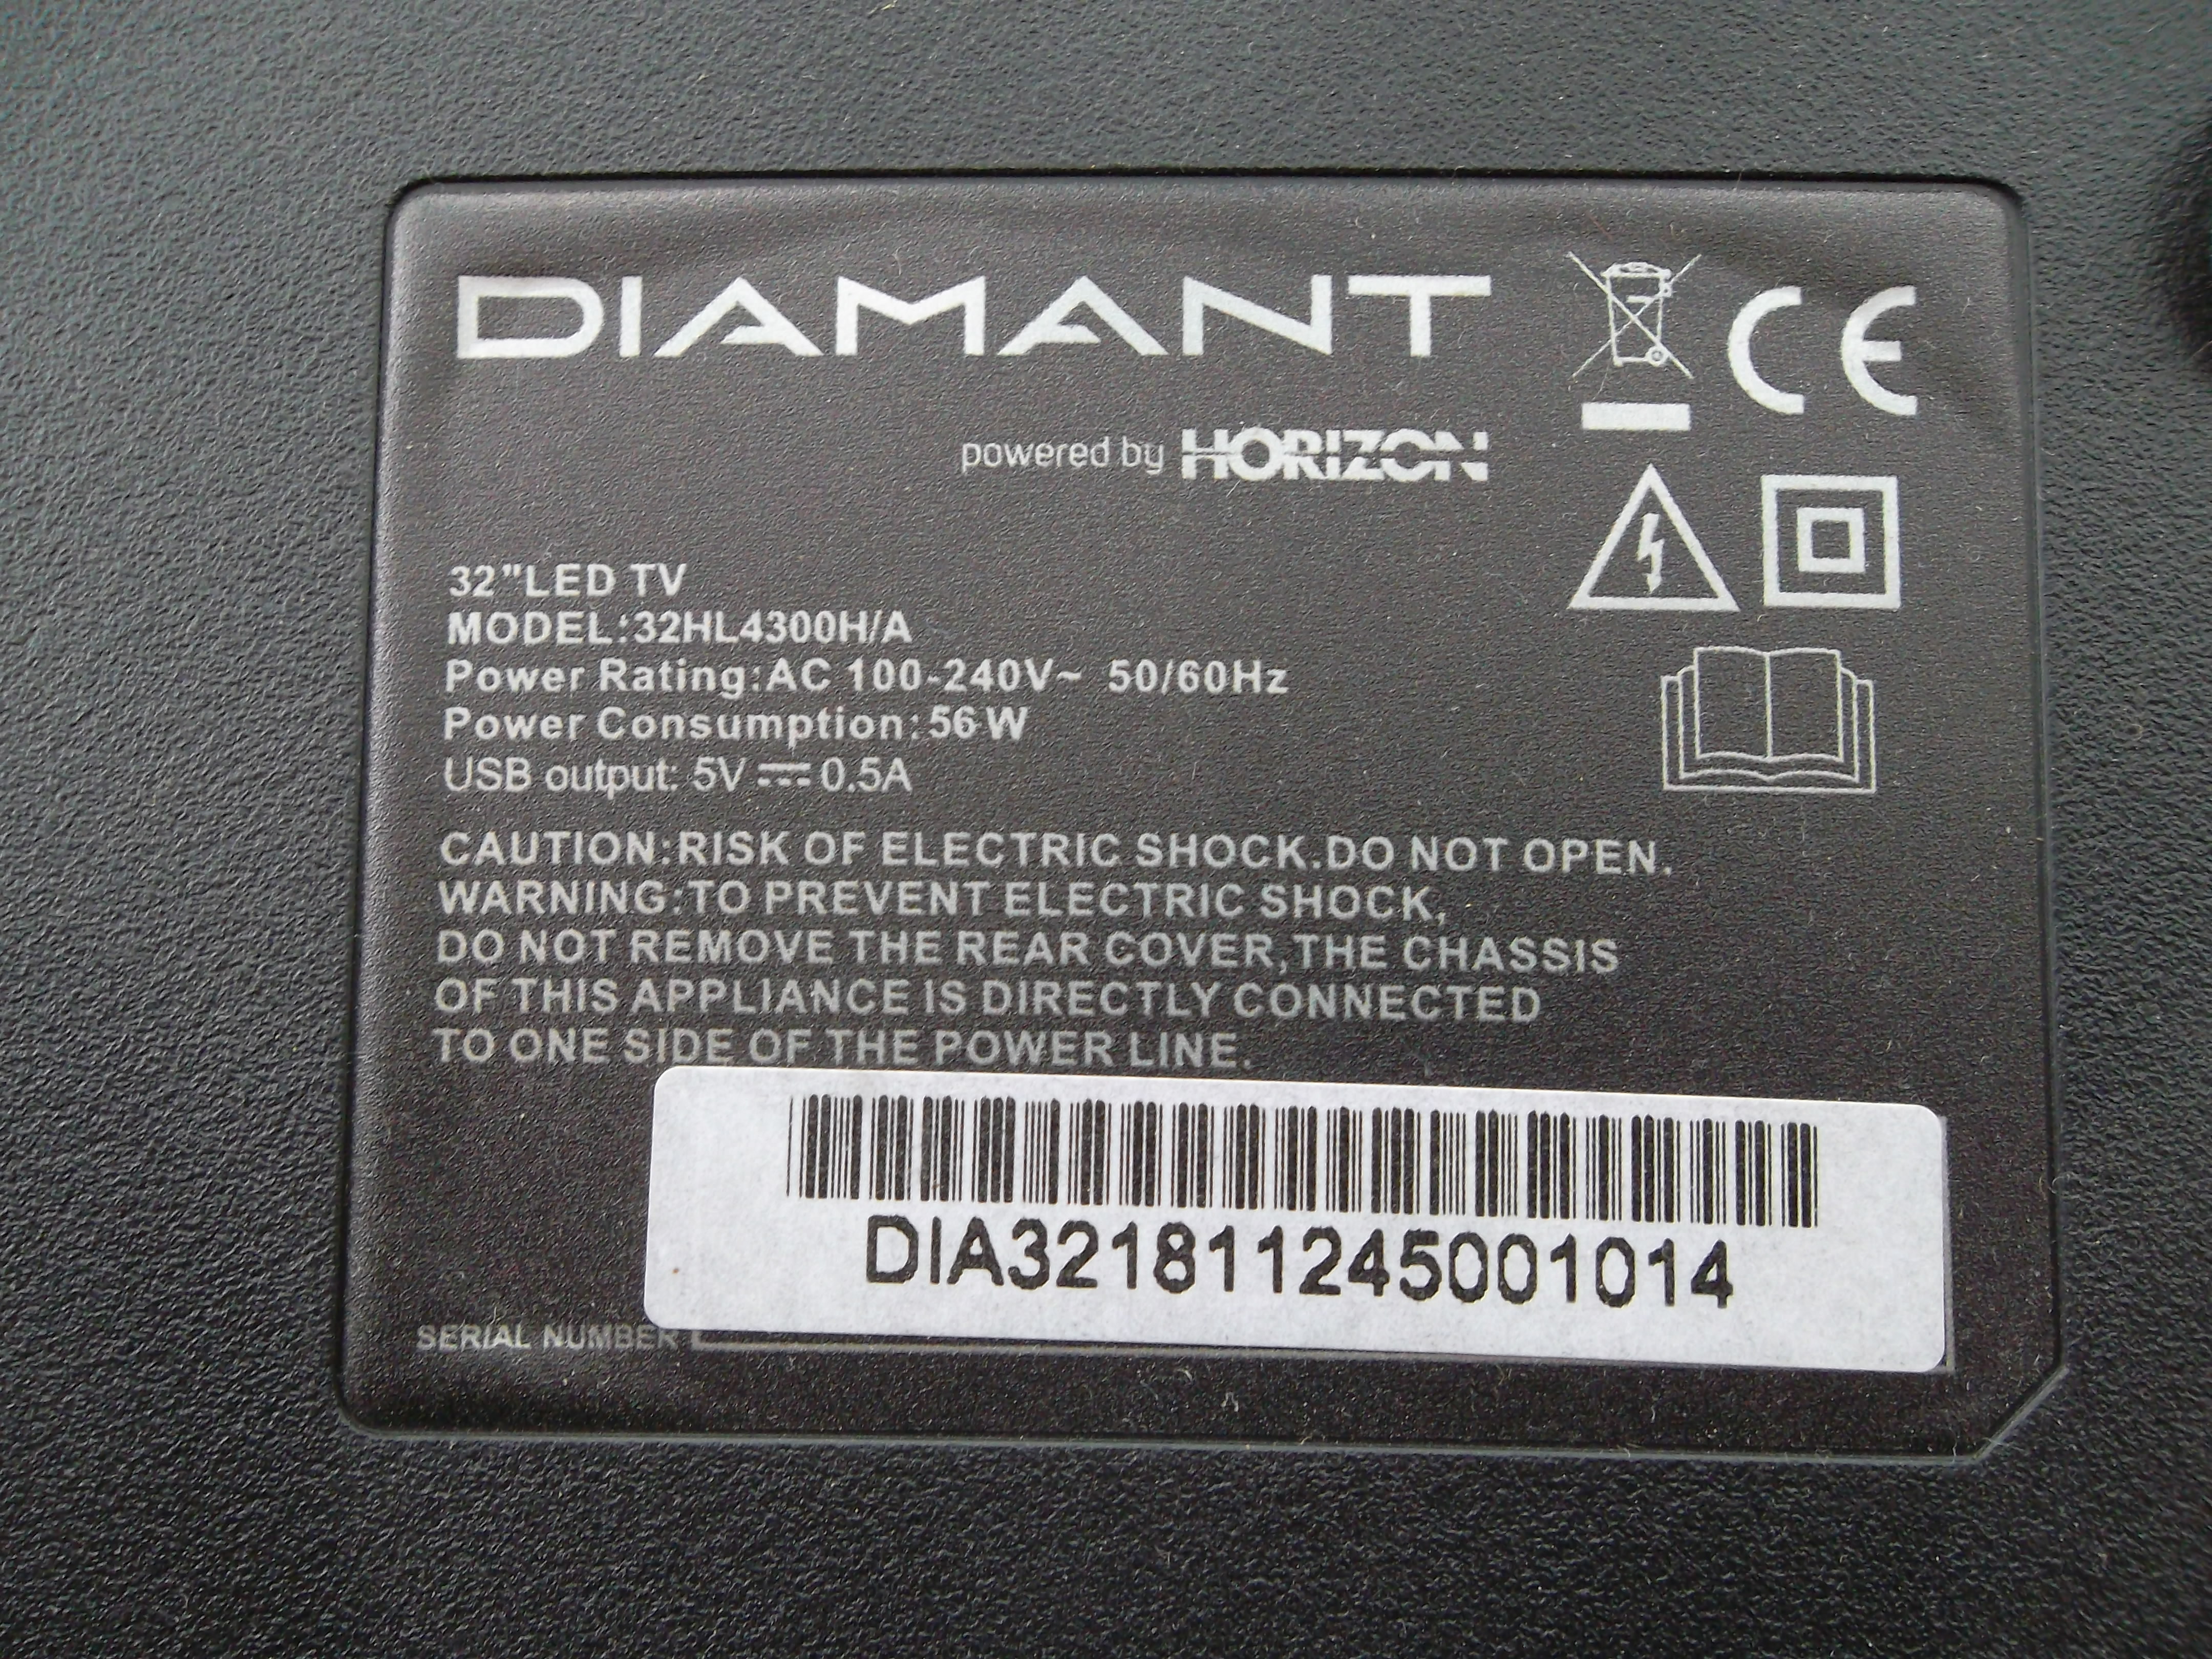 DIAMANT
CE
powered by HORIZON
32"LED TV
MODEL:32HL4300H/A
Power Rating:AC 100-240V~ 50/60Hz
Power Consumption:56W
USB output: 5V⎓0.5A
CAUTION:RISK OF ELECTRIC SHOCK.DO NOT OPEN.
WARNING:TO PREVENT ELECTRIC SHOCK,
DO NOT REMOVE THE REAR COVER,THE CHASSIS
OF THIS APPLIANCE IS DIRECTLY CONNECTED
TO ONE SIDE OF THE POWER LINE.
DIA321811245001014
SERIAL NUMBER